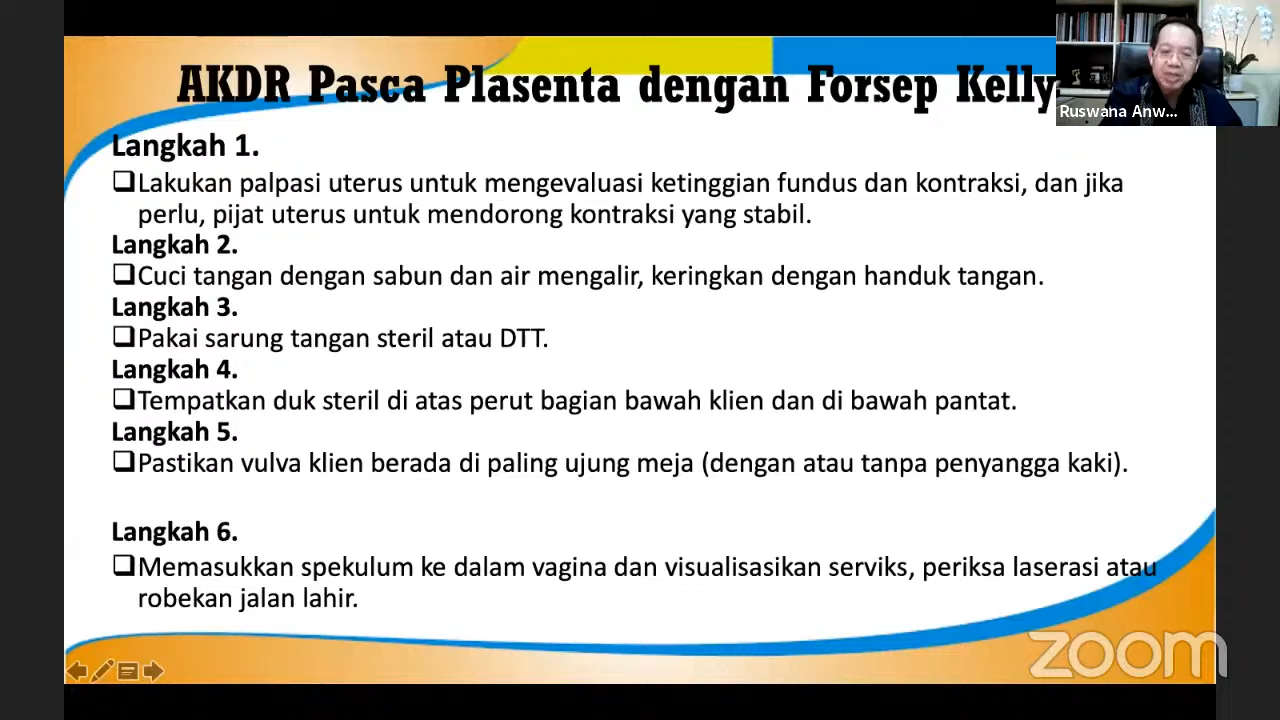 AKDR Pasca Plasenta dengan Forsep Kelly
Ruswana Anw...
Langkah 1.
Lakukan palpasi uterus untuk mengevaluasi ketinggian fundus dan kontraksi, dan jika
perlu, pijat uterus untuk mendorong kontraksi yang stabil.
Langkah 2.
Cuci tangan dengan sabun dan air mengalir, keringkan dengan handuk tangan.
Langkah 3.
Pakai sarung tangan steril atau DTT.
Langkah 4.
Tempatkan duk steril di atas perut bagian bawah klien dan di bawah pantat.
Langkah 5.
Pastikan vulva klien berada di paling ujung meja (dengan atau tanpa penyangga kaki).
Langkah 6.
Memasukkan spekulum ke dalam vagina dan visualisasikan serviks, periksa laserasi atau
robekan jalan lahir.
zoom